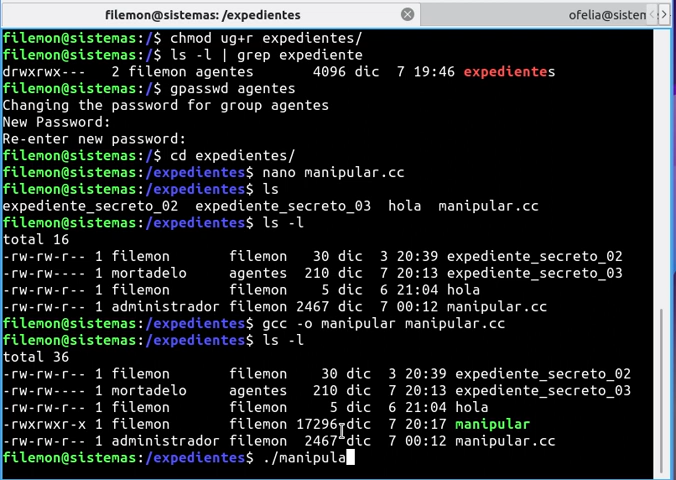 filemon@sistemas: /expedientes
ofelia@sisten
filemon@sistemas:/$ chmod ug+r expedientes/
filemon@sistemas:/$ ls -l | grep expediente
drwxrwx---  2 filemon agentes       4096 dic  7 19:46 expedientes
filemon@sistemas:/$ gpasswd agentes
Changing the password for group agentes
New Password:
Re-enter new password:
filemon@sistemas:/$ cd expedientes/
filemon@sistemas:/expedientes$ nano manipular.cc
filemon@sistemas:/expedientes$ ls
expediente_secreto_02  expediente_secreto_03  hola  manipular.cc
filemon@sistemas:/expedientes$ ls -l
total 16
-rw-rw-r-- 1 filemon       filemon   30 dic  3 20:39 expediente_secreto_02
-rw-rw---- 1 mortadelo     agentes  210 dic  7 20:13 expediente_secreto_03
-rw-rw-r-- 1 filemon       filemon    5 dic  6 21:04 hola
-rw-rw-r-- 1 administrador filemon 2467 dic  7 00:12 manipular.cc
filemon@sistemas:/expedientes$ gcc -o manipular manipular.cc
filemon@sistemas:/expedientes$ ls -l
total 36
-rw-rw-r-- 1 filemon       filemon    30 dic  3 20:39 expediente_secreto_02
-rw-rw---- 1 mortadelo     agentes   210 dic  7 20:13 expediente_secreto_03
-rw-rw-r-- 1 filemon       filemon     5 dic  6 21:04 hola
-rwxrwxr-x 1 filemon       filemon 17296 dic  7 20:17 manipular
-rw-rw-r-- 1 administrador filemon  2467 dic  7 00:12 manipular.cc
filemon@sistemas:/expedientes$ ./manipula